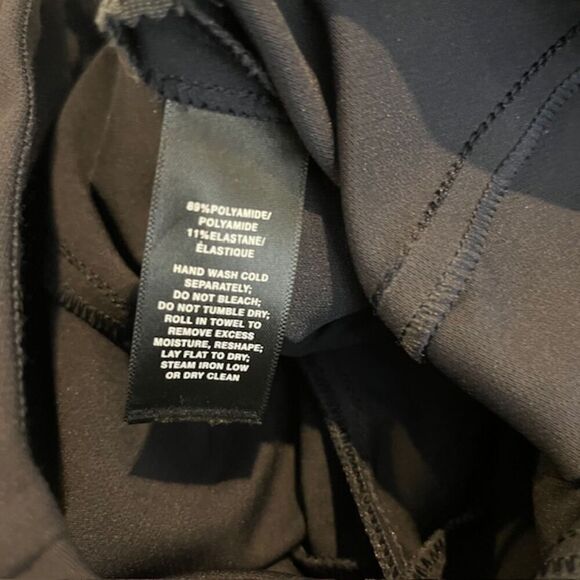 89%POLYAMIDE/
POLYAMIDE
11%ELASTANE/
ÉLASTIQUE
HAND WASH COLD
SEPARATELY;
DO NOT BLEACH;
DO NOT TUMBLE DRY;
ROLL IN TOWEL TO
REMOVE EXCESS
MOISTURE, RESHAPE;
LAY FLAT TO DRY;
STEAM IRON LOW
OR DRY CLEAN